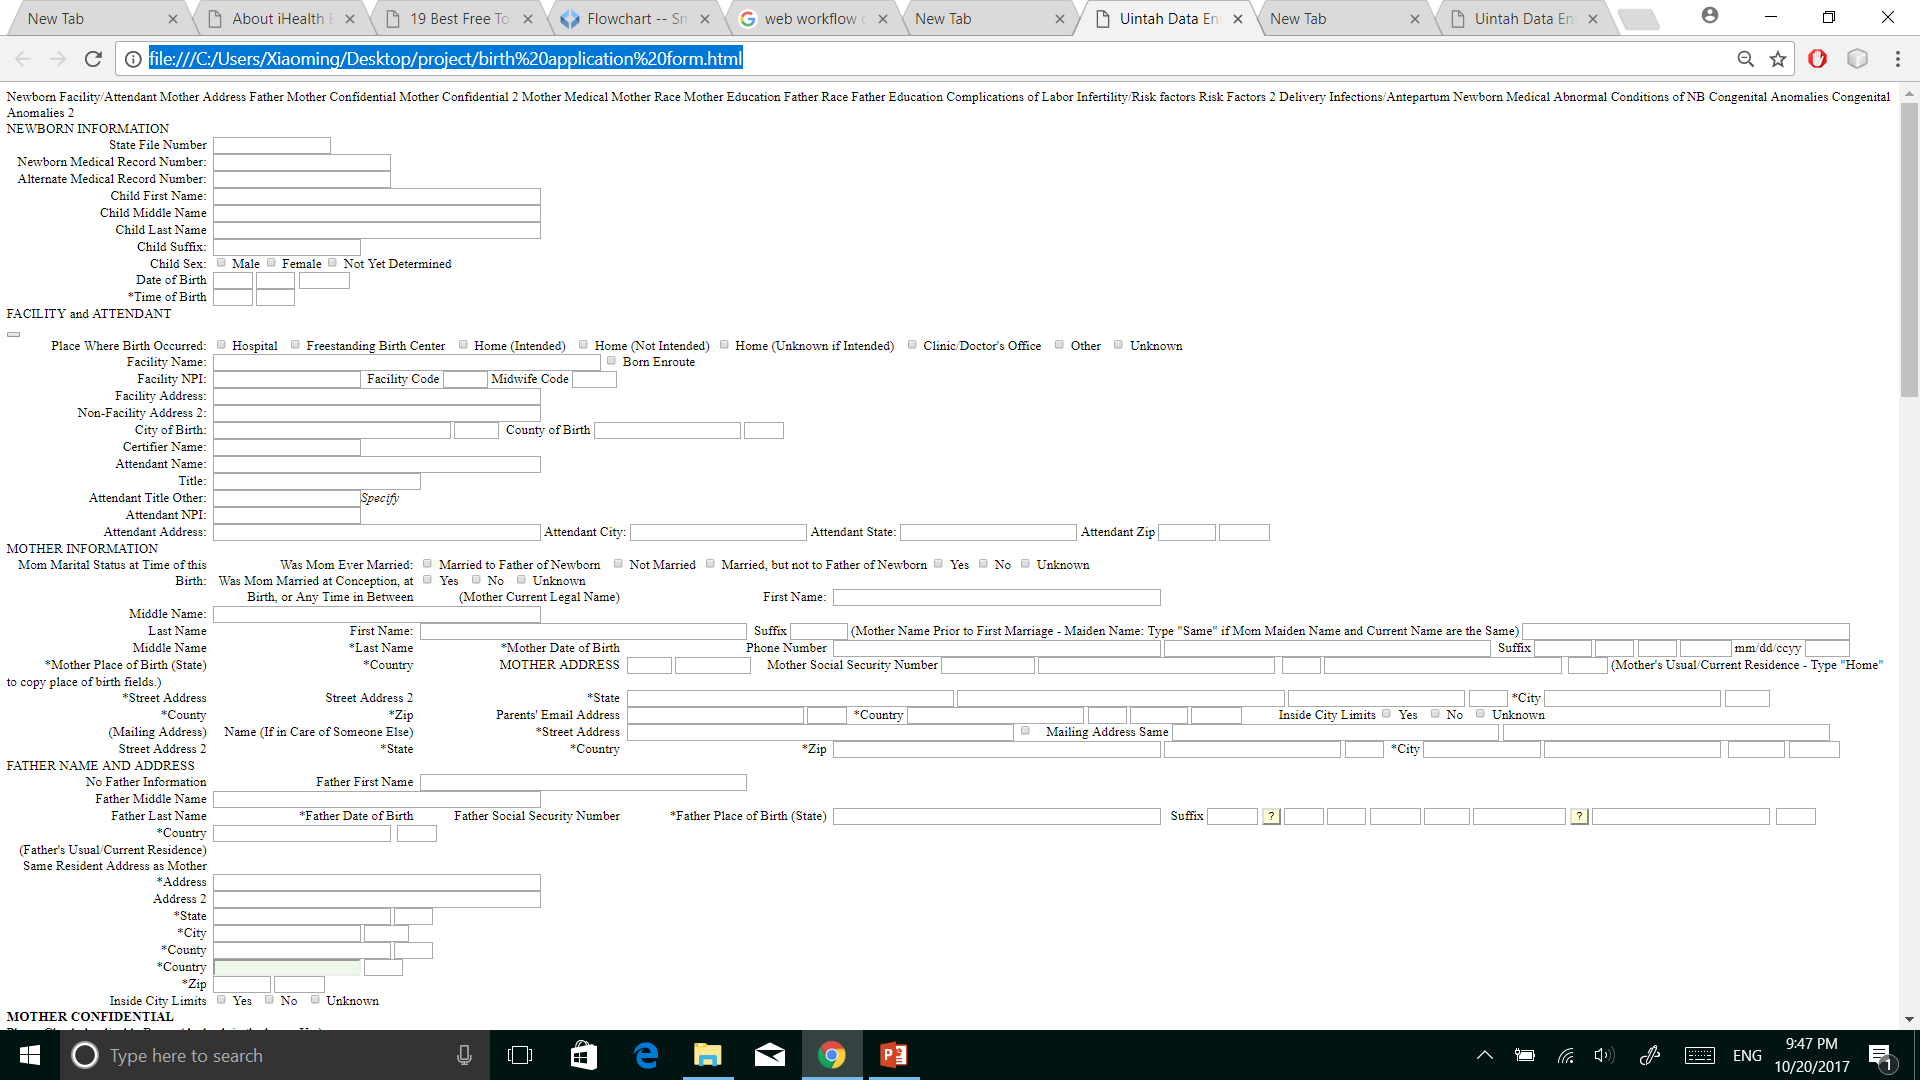 New Tab About iHealth E 19 Best Free To Flowchart -- Sm web workflow c New Tab Uintah Data En New Tab Uintah Data En
file:///C:/Users/Xiaoming/Desktop/project/birth%20application%20form.html
Newborn Facility/Attendant Mother Address Father Mother Confidential Mother Confidential 2 Mother Medical Mother Race Mother Education Father Race Father Education Complications of Labor Infertility/Risk factors Risk Factors 2 Delivery Infections/Antepartum Newborn Medical Abnormal Conditions of NB Congenital Anomalies Congenital
Anomalies 2
NEWBORN INFORMATION
State File Number
Newborn Medical Record Number:
Alternate Medical Record Number:
Child First Name:
Child Middle Name
Child Last Name
Child Suffix:
Child Sex: Male Female Not Yet Determined
Date of Birth
*Time of Birth
FACILITY and ATTENDANT
Place Where Birth Occurred: Hospital Freestanding Birth Center Home (Intended) Home (Not Intended) Home (Unknown if Intended) Clinic/Doctor's Office Other Unknown
Facility Name: Born Enroute
Facility NPI: Facility Code Midwife Code
Facility Address:
Non-Facility Address 2:
City of Birth: County of Birth
Certifier Name:
Attendant Name:
Title:
Attendant Title Other: Specify
Attendant NPI:
Attendant Address: Attendant City: Attendant State: Attendant Zip
MOTHER INFORMATION
Mom Marital Status at Time of this Was Mom Ever Married: Married to Father of Newborn Not Married Married, but not to Father of Newborn Yes No Unknown
Birth: Was Mom Married at Conception, at Yes No Unknown
Birth, or Any Time in Between (Mother Current Legal Name) First Name:
Middle Name:
Last Name First Name: Suffix (Mother Name Prior to First Marriage - Maiden Name: Type "Same" if Mom Maiden Name and Current Name are the Same)
Middle Name *Last Name *Mother Date of Birth Phone Number Suffix mm/dd/ccyy
*Mother Place of Birth (State) *Country MOTHER ADDRESS Mother Social Security Number (Mother's Usual/Current Residence - Type "Home"
to copy place of birth fields.)
*Street Address Street Address 2 *State *City
*County *Zip Parents' Email Address *Country Inside City Limits Yes No Unknown
(Mailing Address) Name (If in Care of Someone Else) *Street Address Mailing Address Same
Street Address 2 *State *Country *Zip *City
FATHER NAME AND ADDRESS
No Father Information Father First Name
Father Middle Name
Father Last Name *Father Date of Birth Father Social Security Number *Father Place of Birth (State) Suffix ? ?
*Country
(Father's Usual/Current Residence)
Same Resident Address as Mother
*Address
Address 2
*State
*City
*County
*Country
*Zip
Inside City Limits Yes No Unknown
MOTHER CONFIDENTIAL
Type here to search ENG 9:47 PM
10/20/2017 1